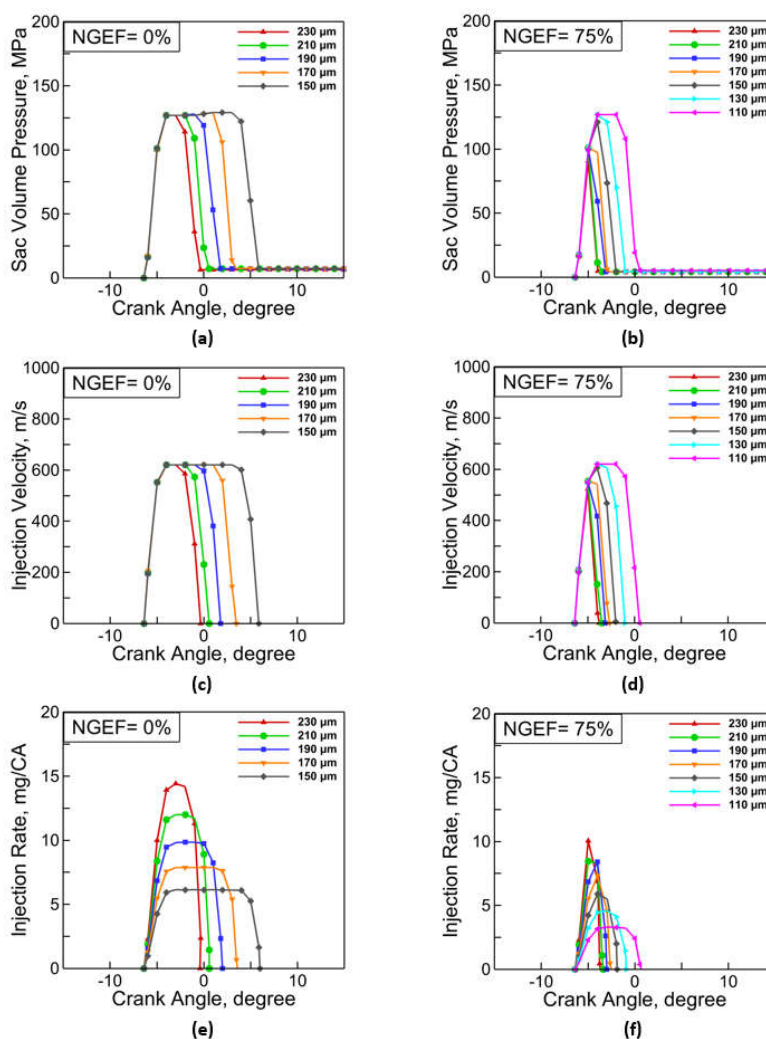 NGEF= 0%
230 µm
210 µm
190 µm
170 µm
150 µm
Sac Volume Pressure, MPa
200
150
100
50
0
-10
0
10
Crank Angle, degree
(a)
NGEF= 75%
230 µm
210 µm
190 µm
170 µm
150 µm
130 µm
110 µm
Sac Volume Pressure, MPa
200
150
100
50
0
-10
0
10
Crank Angle, degree
(b)
NGEF= 0%
230 µm
210 µm
190 µm
170 µm
150 µm
Injection Velocity, m/s
1000
800
600
400
200
0
-10
0
10
Crank Angle, degree
(c)
NGEF= 75%
230 µm
210 µm
190 µm
170 µm
150 µm
130 µm
110 µm
Injection Velocity, m/s
1000
800
600
400
200
0
-10
0
10
Crank Angle, degree
(d)
NGEF= 0%
230 µm
210 µm
190 µm
170 µm
150 µm
Injection Rate, mg/CA
20
15
10
5
0
-10
0
10
Crank Angle, degree
(e)
NGEF= 75%
230 µm
210 µm
190 µm
170 µm
150 µm
130 µm
110 µm
Injection Rate, mg/CA
20
15
10
5
0
-10
0
10
Crank Angle, degree
(f)